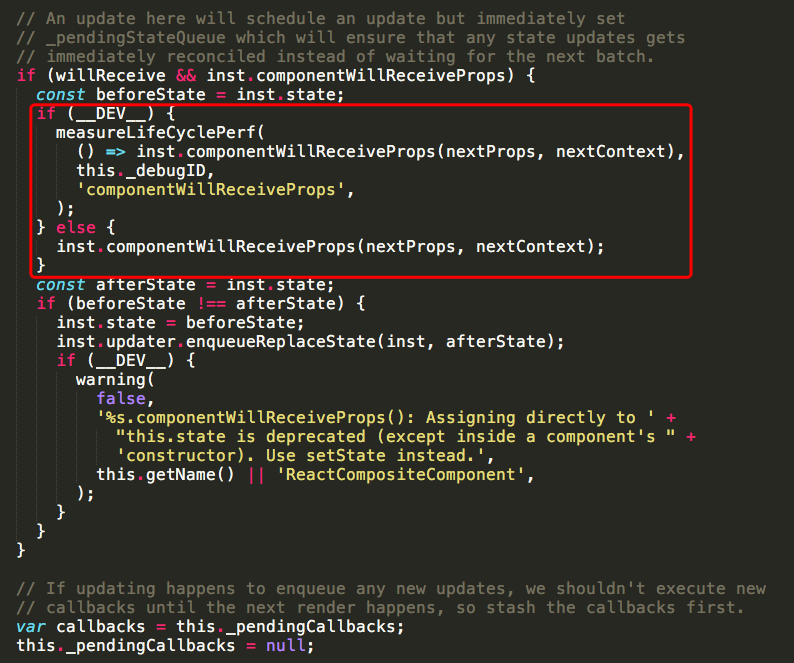 // An update here will schedule an update but immediately set
// _pendingStateQueue which will ensure that any state updates gets
// immediately reconciled instead of waiting for the next batch.
if (willReceive && inst.componentWillReceiveProps) {
  const beforeState = inst.state;
  if (__DEV__) {
    measureLifeCyclePerf(
      () => inst.componentWillReceiveProps(nextProps, nextContext),
      this._debugID,
      'componentWillReceiveProps',
    );
  } else {
    inst.componentWillReceiveProps(nextProps, nextContext);
  }
  const afterState = inst.state;
  if (beforeState !== afterState) {
    inst.state = beforeState;
    inst.updater.enqueueReplaceState(inst, afterState);
    if (__DEV__) {
      warning(
        false,
        '%s.componentWillReceiveProps(): Assigning directly to ' +
          "this.state is deprecated (except inside a component's " +
          'constructor). Use setState instead.',
        this.getName() || 'ReactCompositeComponent',
      );
    }
  }
}

// If updating happens to enqueue any new updates, we shouldn't execute new
// callbacks until the next render happens, so stash the callbacks first.
var callbacks = this._pendingCallbacks;
this._pendingCallbacks = null;